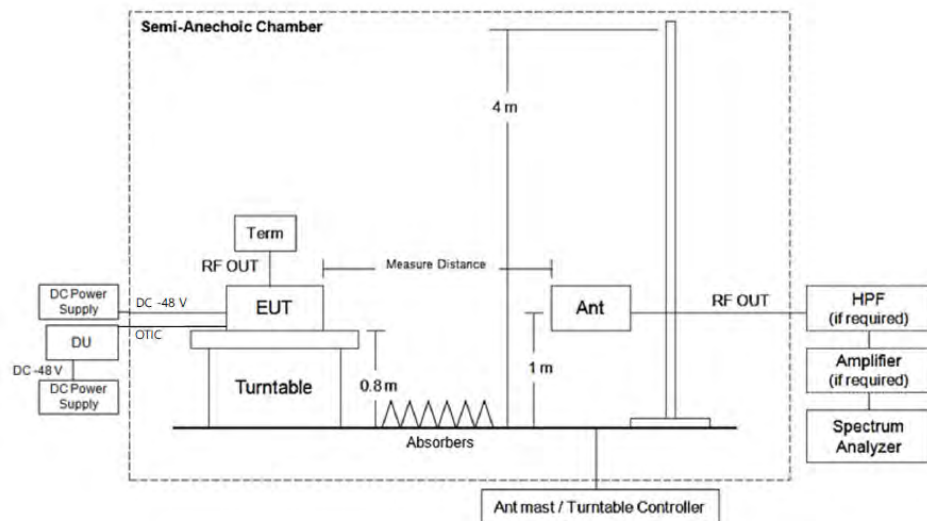 Semi-Anechoic Chamber
4 m
Term
RF OUT
Measure Distance
DC Power
Supply
DC -48 V
EUT
Ant
RF OUT
HPF
(if required)
DU
OTIC
DC -48 V
DC Power
Supply
Turntable
0.8 m
1 m
Amplifier
(if required)
Absorbers
Spectrum
Analyzer
Ant mast / Turntable Controller